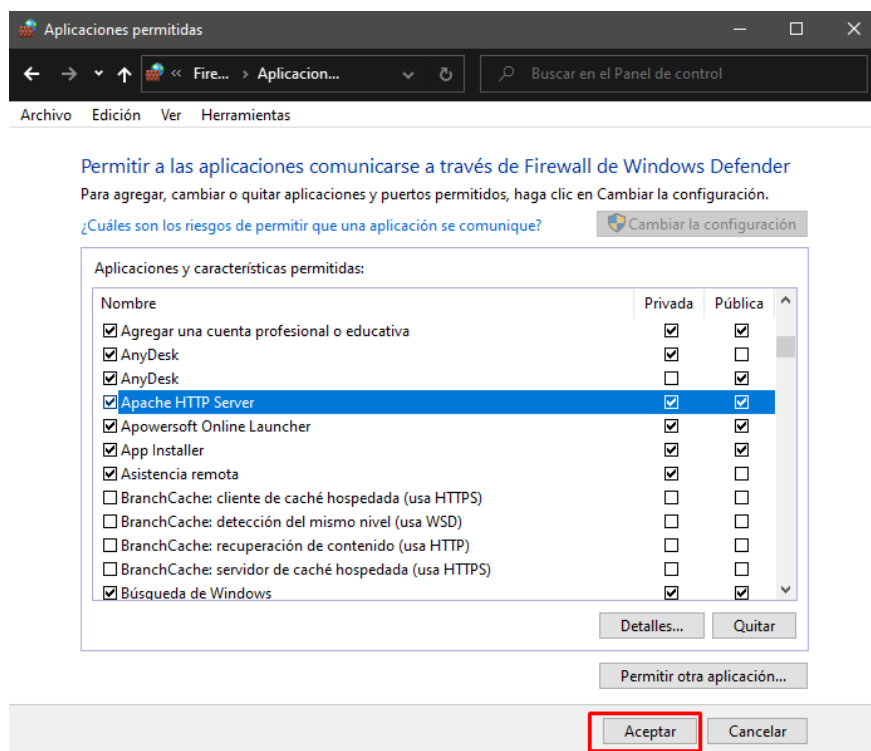 Aplicaciones permitidas
« Fire... › Aplicacion... Buscar en el Panel de control
Archivo Edición Ver Herramientas
Permitir a las aplicaciones comunicarse a través de Firewall de Windows Defender
Para agregar, cambiar o quitar aplicaciones y puertos permitidos, haga clic en Cambiar la configuración.
¿Cuáles son los riesgos de permitir que una aplicación se comunique? Cambiar la configuración
Aplicaciones y características permitidas:
Nombre Privada Pública
Agregar una cuenta profesional o educativa
AnyDesk
AnyDesk
Apache HTTP Server
Apowersoft Online Launcher
App Installer
Asistencia remota
BranchCache: cliente de caché hospedada (usa HTTPS)
BranchCache: detección del mismo nivel (usa WSD)
BranchCache: recuperación de contenido (usa HTTP)
BranchCache: servidor de caché hospedada (usa HTTPS)
Búsqueda de Windows
Detalles... Quitar
Permitir otra aplicación...
Aceptar Cancelar